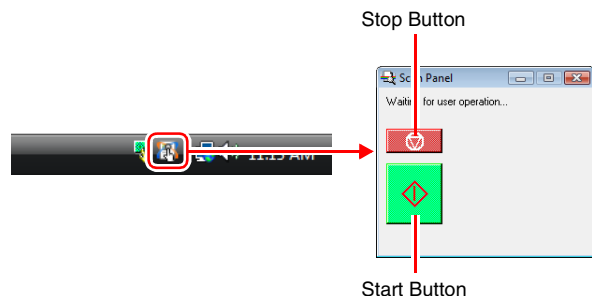 Stop Button
Scan Panel
Waiting for user operation...
11:15 AM
Start Button